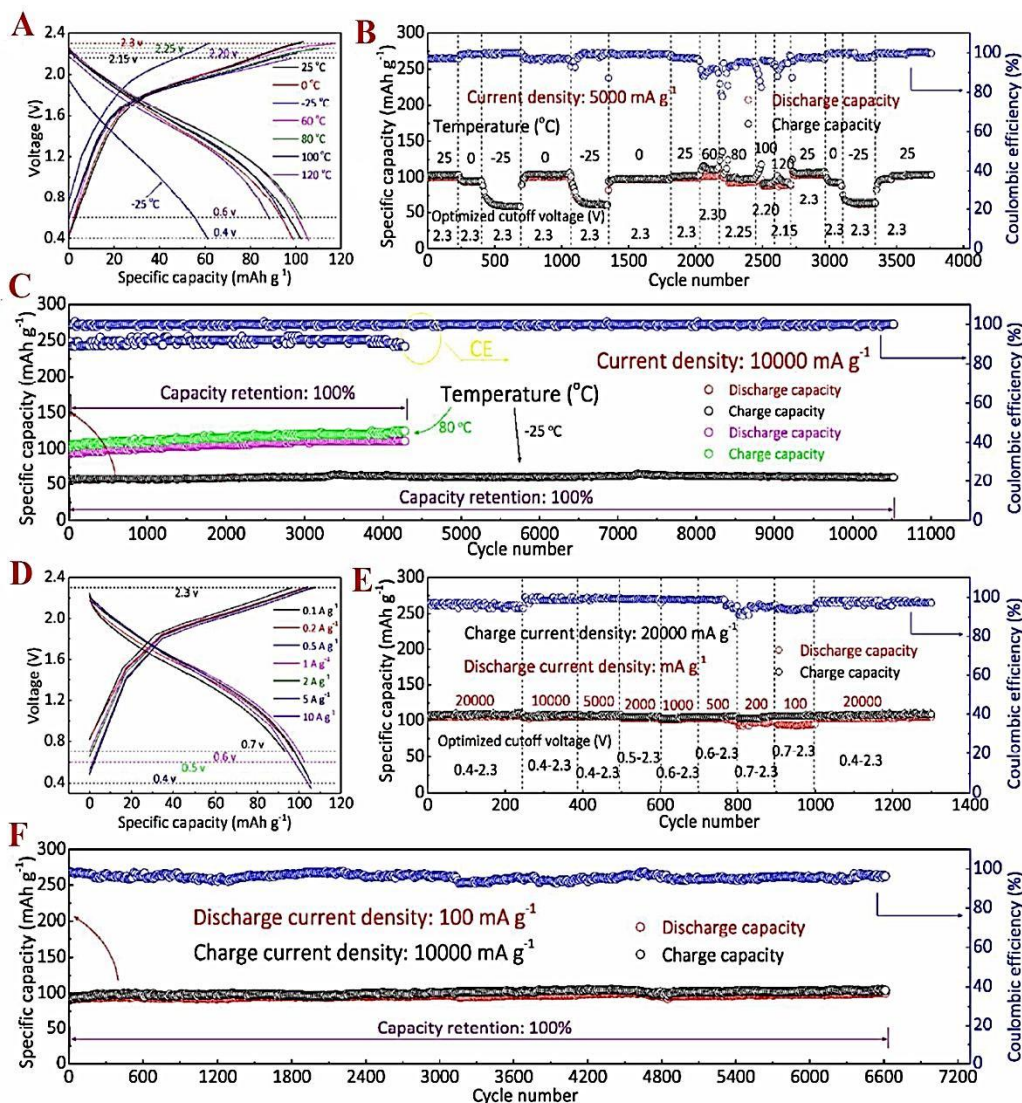 A
2.4
2.0
1.6
1.2
0.8
0.4
Voltage (V)
2.3 v
2.25 v
2.20 v
2.15 v
25 °C
0 °C
-25 °C
60 °C
80 °C
100 °C
120 °C
-25 °C
0.6 v
0.4 v
0 20 40 60 80 100 120
Specific capacity (mAh g-1)
B
300
250
200
150
100
50
0
Specific capacity (mAh g-1)
Current density: 5000 mA g-1
Discharge capacity
Charge capacity
Temperature (°C)
25 0 -25 0 -25 0 25 60 80 100 120 25 0 -25 25
Optimized cutoff voltage (V)
2.3 2.3 2.3 2.3 2.3 2.3 2.3 2.30 2.25 2.20 2.15 2.3 2.3 2.3 2.3
0 500 1000 1500 2000 2500 3000 3500 4000
Cycle number
100
80
60
40
20
0
Coulombic efficiency (%)
C
300
250
200
150
100
50
0
Specific capacity (mAh g-1)
CE
Current density: 10000 mA g-1
Capacity retention: 100%
Temperature (°C)
80 °C
-25 °C
Discharge capacity
Charge capacity
Discharge capacity
Charge capacity
Capacity retention: 100%
0 1000 2000 3000 4000 5000 6000 7000 8000 9000 10000 11000
Cycle number
100
80
60
40
20
0
Coulombic efficiency (%)
D
2.4
2.0
1.6
1.2
0.8
0.4
Voltage (V)
2.3 v
0.1 A g-1
0.2 A g-1
0.5 A g-1
1 A g-1
2 A g-1
5 A g-1
10 A g-1
0.7 v
0.6 v
0.5 v
0.4 v
0 20 40 60 80 100 120
Specific capacity (mAh g-1)
E
300
250
200
150
100
50
0
Specific capacity (mAh g-1)
Charge current density: 20000 mA g-1
Discharge current density: mA g-1
Discharge capacity
Charge capacity
20000 10000 5000 2000 1000 500 200 100 20000
Optimized cutoff voltage (V)
0.4-2.3 0.4-2.3 0.4-2.3 0.5-2.3 0.6-2.3 0.6-2.3 0.7-2.3 0.7-2.3 0.4-2.3
0 200 400 600 800 1000 1200 1400
Cycle number
100
80
60
40
20
0
Coulombic efficiency (%)
F
300
250
200
150
100
50
0
Specific capacity (mAh g-1)
Discharge current density: 100 mA g-1
Charge current density: 10000 mA g-1
Discharge capacity
Charge capacity
Capacity retention: 100%
0 600 1200 1800 2400 3000 3600 4200 4800 5400 6000 6600 7200
Cycle number
100
80
60
40
20
0
Coulombic efficiency (%)